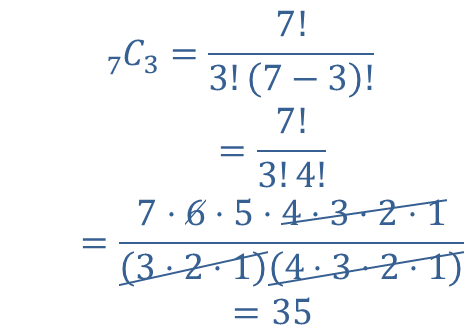 ₇C₃ = 7! / 3! (7 − 3)!
= 7! / 3! 4!
= 7 · 6 · 5 · 4 · 3 · 2 · 1 / (3 · 2 · 1)(4 · 3 · 2 · 1)
= 35